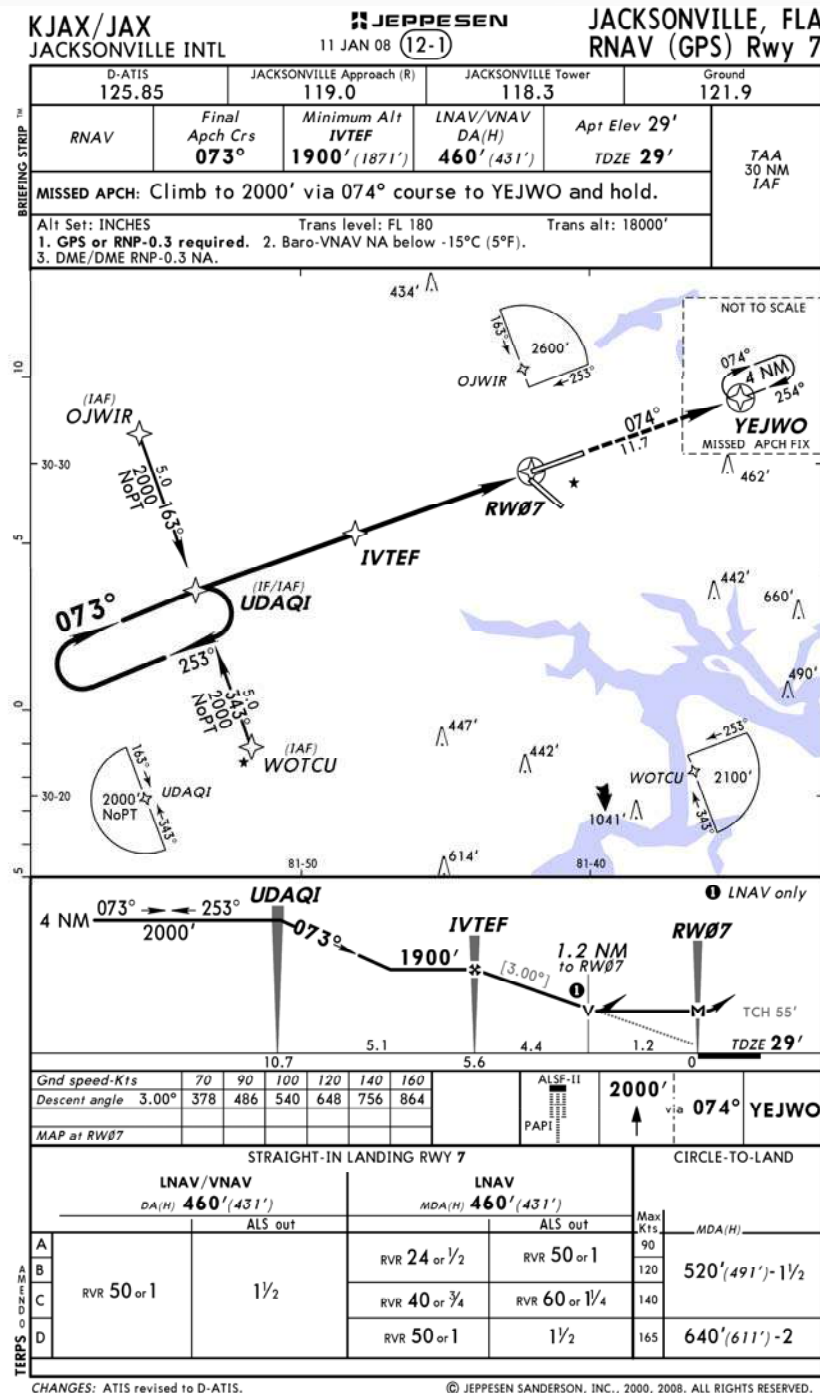 KJAX/JAX
JACKSONVILLE INTL
JEPPESEN
11 JAN 08 12-1
JACKSONVILLE, FLA
RNAV (GPS) Rwy 7
BRIEFING STRIP TM
D-ATIS
125.85
JACKSONVILLE Approach (R)
119.0
JACKSONVILLE Tower
118.3
Ground
121.9
RNAV
Final
Apch Crs
073°
Minimum Alt
IVTEF
1900' (1871')
LNAV/VNAV
DA(H)
460' (431')
Apt Elev 29'
TDZE 29'
TAA
30 NM
IAF
MISSED APCH: Climb to 2000' via 074° course to YEJWO and hold.
Alt Set: INCHES Trans level: FL 180 Trans alt: 18000'
1. GPS or RNP-0.3 required. 2. Baro-VNAV NA below -15°C (5°F).
3. DME/DME RNP-0.3 NA.
434'
163°
2600'
253°
OJWIR
NOT TO SCALE
074°
4 NM
254°
YEJWO
MISSED APCH FIX
10
(IAF)
OJWIR
5.0
2000
NoPT
163°
074°
11.7
30-30
462'
RW07
5
IVTEF
(IF/IAF)
UDAQI
073°
253°
442'
660'
490'
5.0
2000
NoPT
343°
(IAF)
WOTCU
0
447'
442'
253°
WOTCU
2100'
343°
30-20
163°
2000'
NoPT
UDAQI
343°
1041'
5
81-50
614'
81-40
1 LNAV only
UDAQI
4 NM
073° 253°
2000'
073°
IVTEF
1900'
[3.00°]
1.2 NM
to RW07
1
V
RW07
M
TCH 55'
TDZE 29'
5.1 4.4 1.2
10.7 5.6 0
Gnd speed-Kts 70 90 100 120 140 160
Descent angle 3.00° 378 486 540 648 756 864
MAP at RW07
ALSF-II
PAPI
2000'
via 074° YEJWO
STRAIGHT-IN LANDING RWY 7
CIRCLE-TO-LAND
LNAV/VNAV
DA(H) 460' (431')
LNAV
MDA(H) 460' (431')
ALS out
ALS out
Max
Kts
MDA(H)
A
B
C
D
RVR 50 or 1
1½
RVR 24 or ½
RVR 50 or 1
RVR 40 or ¾
RVR 60 or 1¼
RVR 50 or 1
1½
90
120
140
165
520' (491') - 1½
640' (611') - 2
TERPS AMEND 0
CHANGES: ATIS revised to D-ATIS.
© JEPPESEN SANDERSON, INC., 2000, 2008. ALL RIGHTS RESERVED.